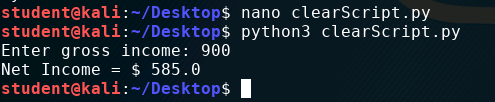 student@kali:~/Desktop$ nano clearScript.py
student@kali:~/Desktop$ python3 clearScript.py
Enter gross income: 900
Net Income = $ 585.0
student@kali:~/Desktop$